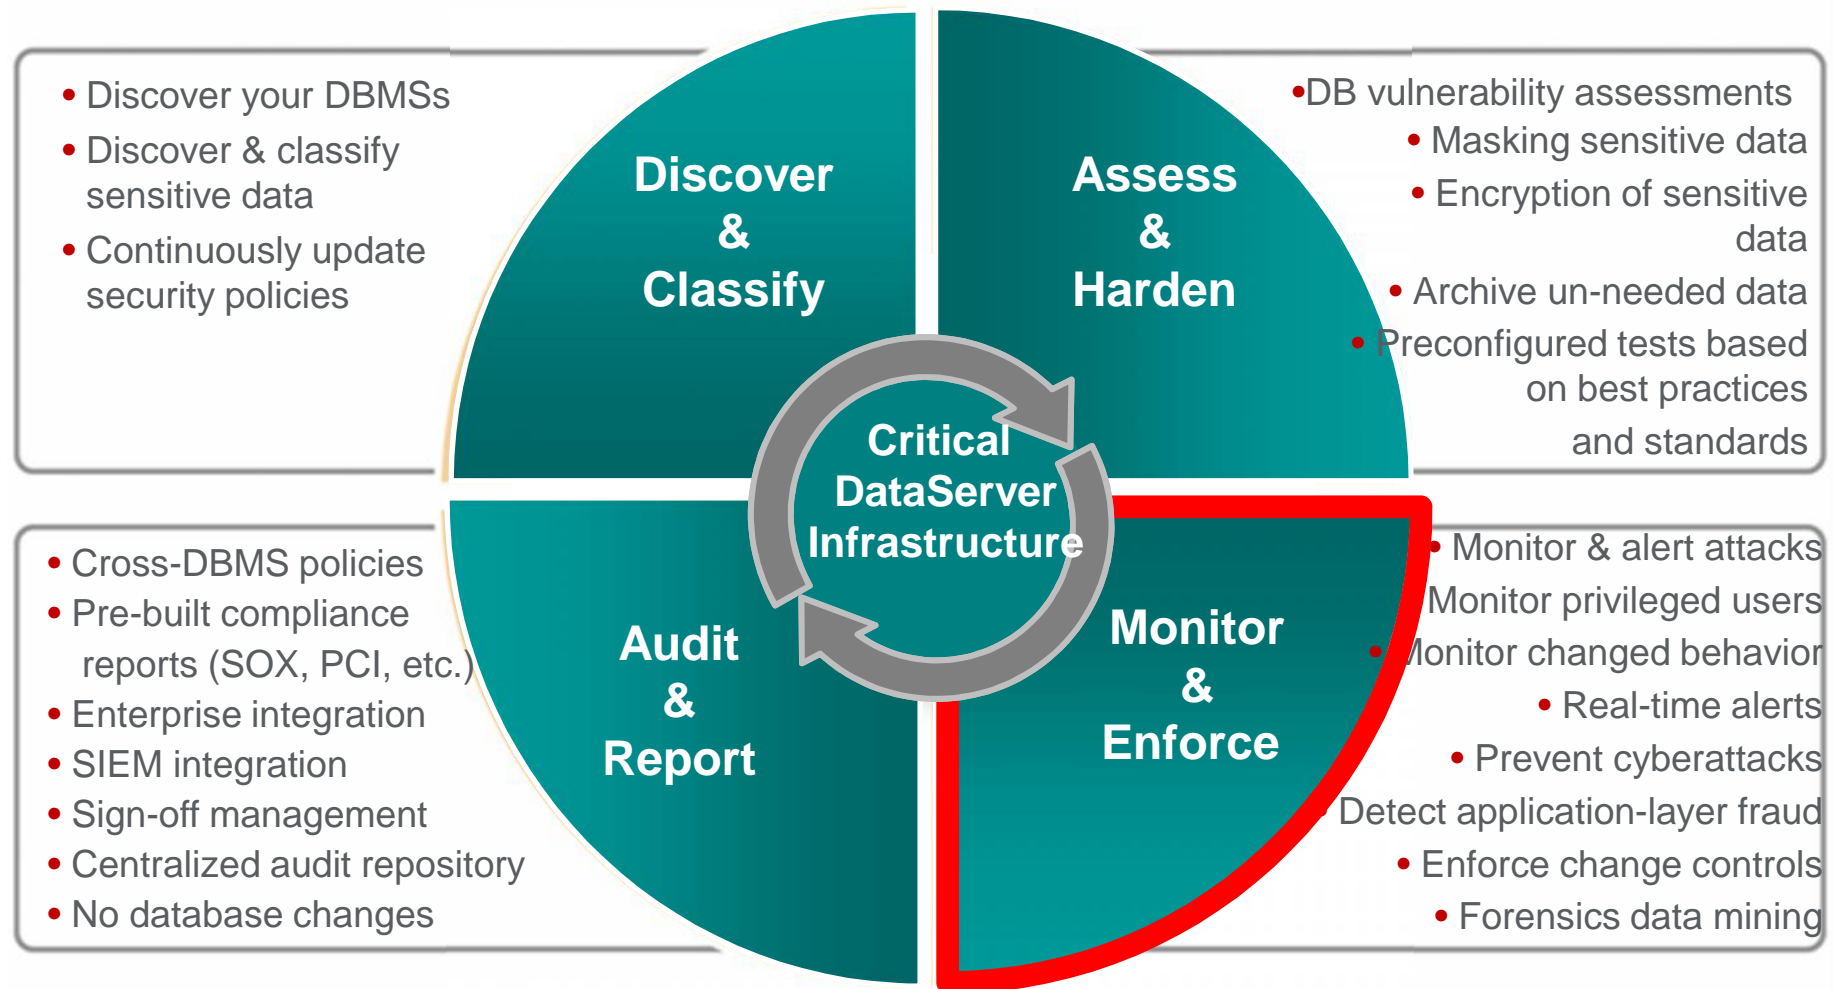 • Discover your DBMSs
• Discover & classify
sensitive data
• Continuously update
security policies
Discover
&
Classify
Assess
&
Harden
•DB vulnerability assessments
• Masking sensitive data
• Encryption of sensitive
data
• Archive un-needed data
• Preconfigured tests based
on best practices
and standards
Critical
DataServer
Infrastructure
• Cross-DBMS policies
• Pre-built compliance
reports (SOX, PCI, etc.)
• Enterprise integration
• SIEM integration
• Sign-off management
• Centralized audit repository
• No database changes
Audit
&
Report
Monitor
&
Enforce
• Monitor & alert attacks
Monitor privileged users
• Monitor changed behavior
• Real-time alerts
• Prevent cyberattacks
• Detect application-layer fraud
• Enforce change controls
• Forensics data mining